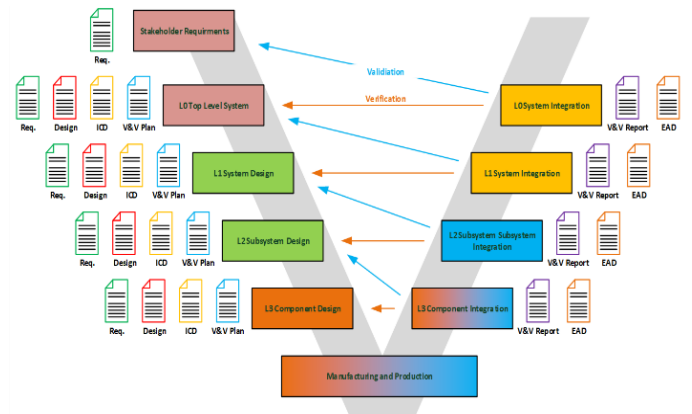 Stakeholder Requirments
Req.
Validiation
L0 Top Level System
Verification
L0 System Integration
Req. Design ICD V&V Plan
V&V Report EAD
L1 System Design
L1 System Integration
Req. Design ICD V&V Plan
V&V Report EAD
L2 Subsystem Design
L2 Subsystem Subsystem
Integration
Req. Design ICD V&V Plan
V&V Report EAD
L3 Component Design
L3 Component Integration
Req. Design ICD V&V Plan
V&V Report EAD
Manufacturing and Production